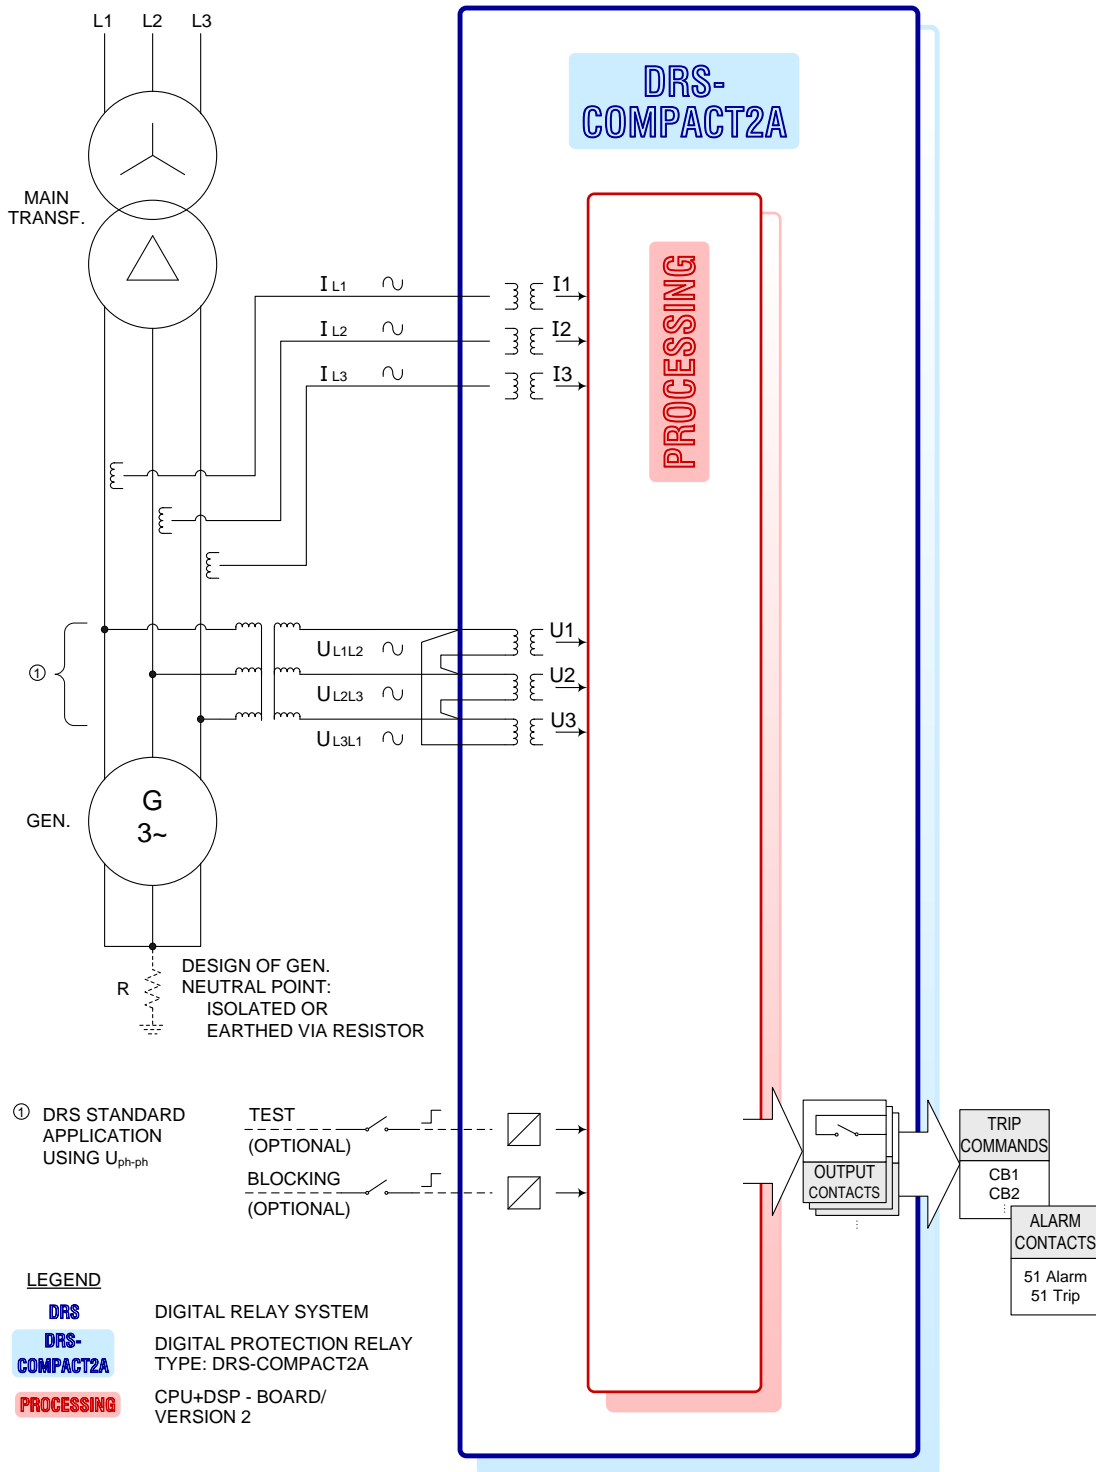 L1 L2 L3
DRS-
COMPACT2A
MAIN
TRANSF.
PROCESSING
I L1
I1
I L2
I2
I L3
I3
①
U L1L2
U1
U L2L3
U2
U L3L1
U3
GEN.
G
3~
R
DESIGN OF GEN.
NEUTRAL POINT:
ISOLATED OR
EARTHED VIA RESISTOR
① DRS STANDARD
APPLICATION
USING Uph-ph
TEST
(OPTIONAL)
BLOCKING
(OPTIONAL)
OUTPUT
CONTACTS
TRIP
COMMANDS
CB1
CB2
ALARM
CONTACTS
51 Alarm
51 Trip
LEGEND
DRS DIGITAL RELAY SYSTEM
DRS-
COMPACT2A
DIGITAL PROTECTION RELAY
TYPE: DRS-COMPACT2A
PROCESSING
CPU+DSP - BOARD/
VERSION 2